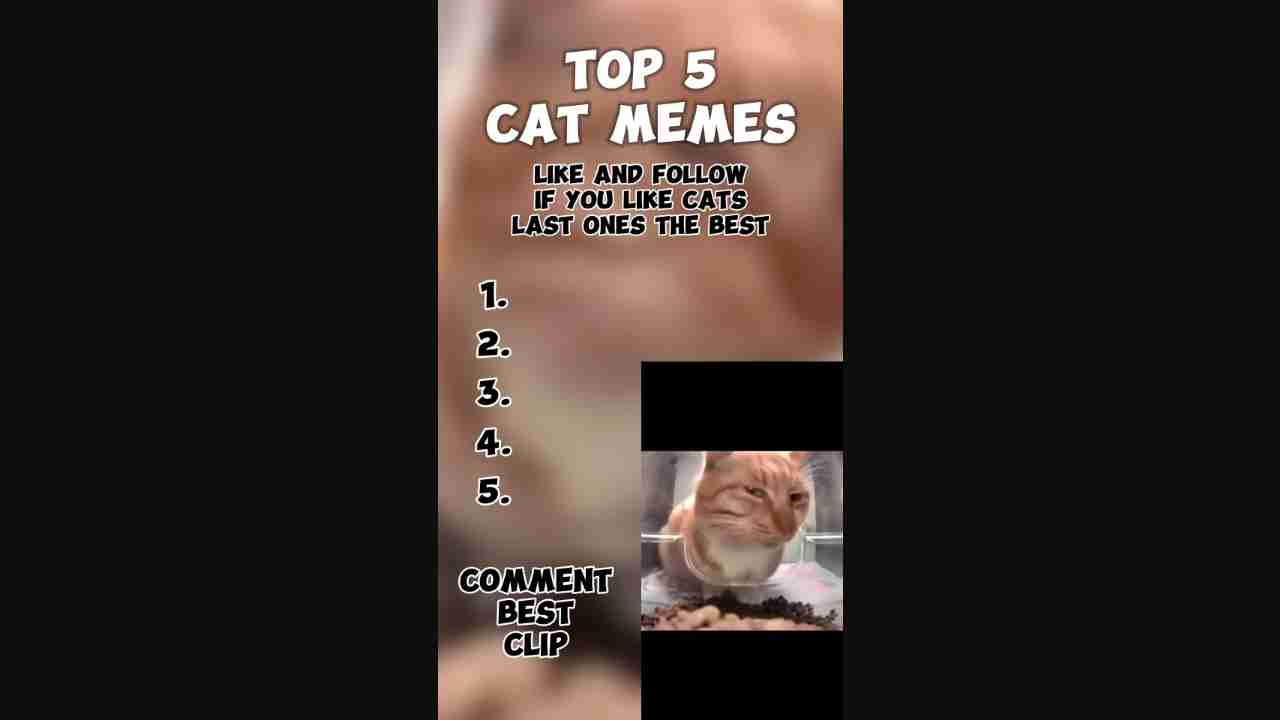 TOP 5
CAT MEMES
LIKE AND FOLLOW
IF YOU LIKE CATS
LAST ONES THE BEST
1.
2.
3.
4.
5.
COMMENT
BEST
CLIP